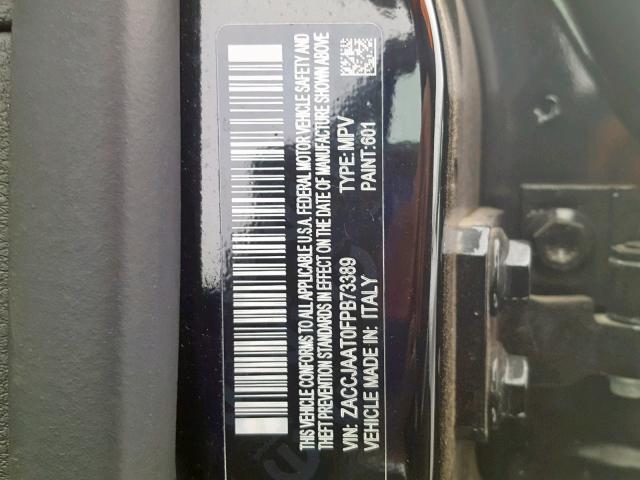 THIS VEHICLE CONFORMS TO ALL APPLICABLE U.S.A. FEDERAL MOTOR VEHICLE SAFETY AND
THEFT PREVENTION STANDARDS IN EFFECT ON THE DATE OF MANUFACTURE SHOWN ABOVE
VIN: ZACCJAAT0FPB73389 TYPE: MPV
VEHICLE MADE IN: ITALY PAINT: 601